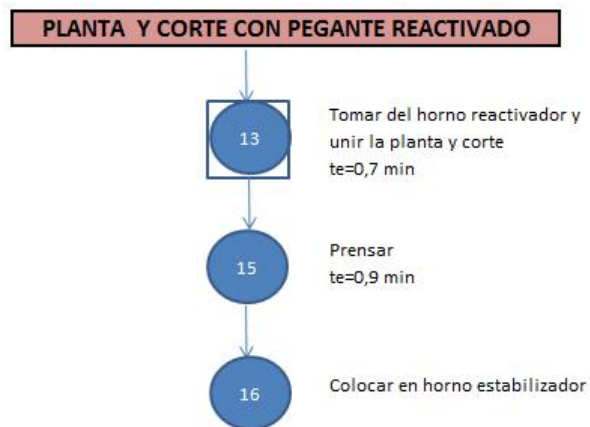 PLANTA Y CORTE CON PEGANTE REACTIVADO
13
Tomar del horno reactivador y
unir la planta y corte
te=0,7 min
15
Prensar
te=0,9 min
16
Colocar en horno estabilizador